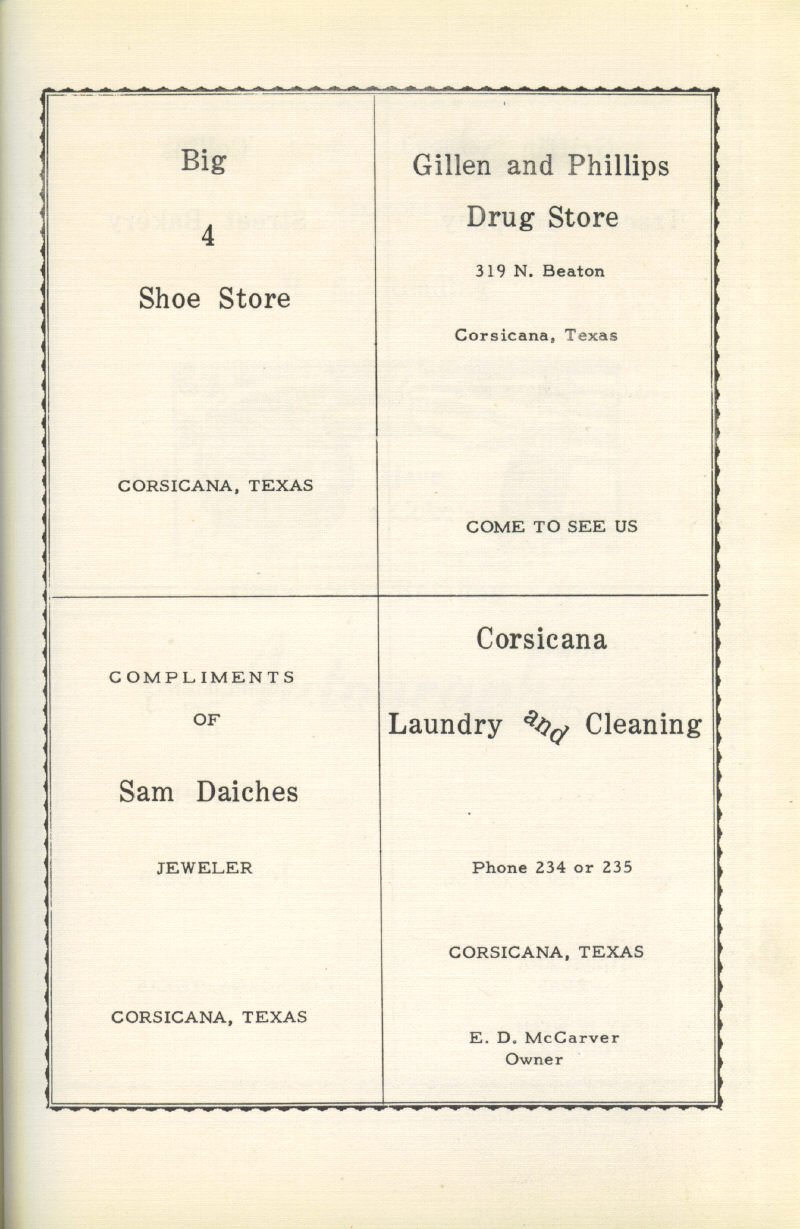 Big
4
Shoe Store
CORSICANA, TEXAS
Gillen and Phillips
Drug Store
319 N. Beaton
Corsicana, Texas
COME TO SEE US
COMPLIMENTS
OF
Sam Daiches
JEWELER
CORSICANA, TEXAS
Corsicana
Laundry and Cleaning
Phone 234 or 235
CORSICANA, TEXAS
E. D. McCarver
Owner